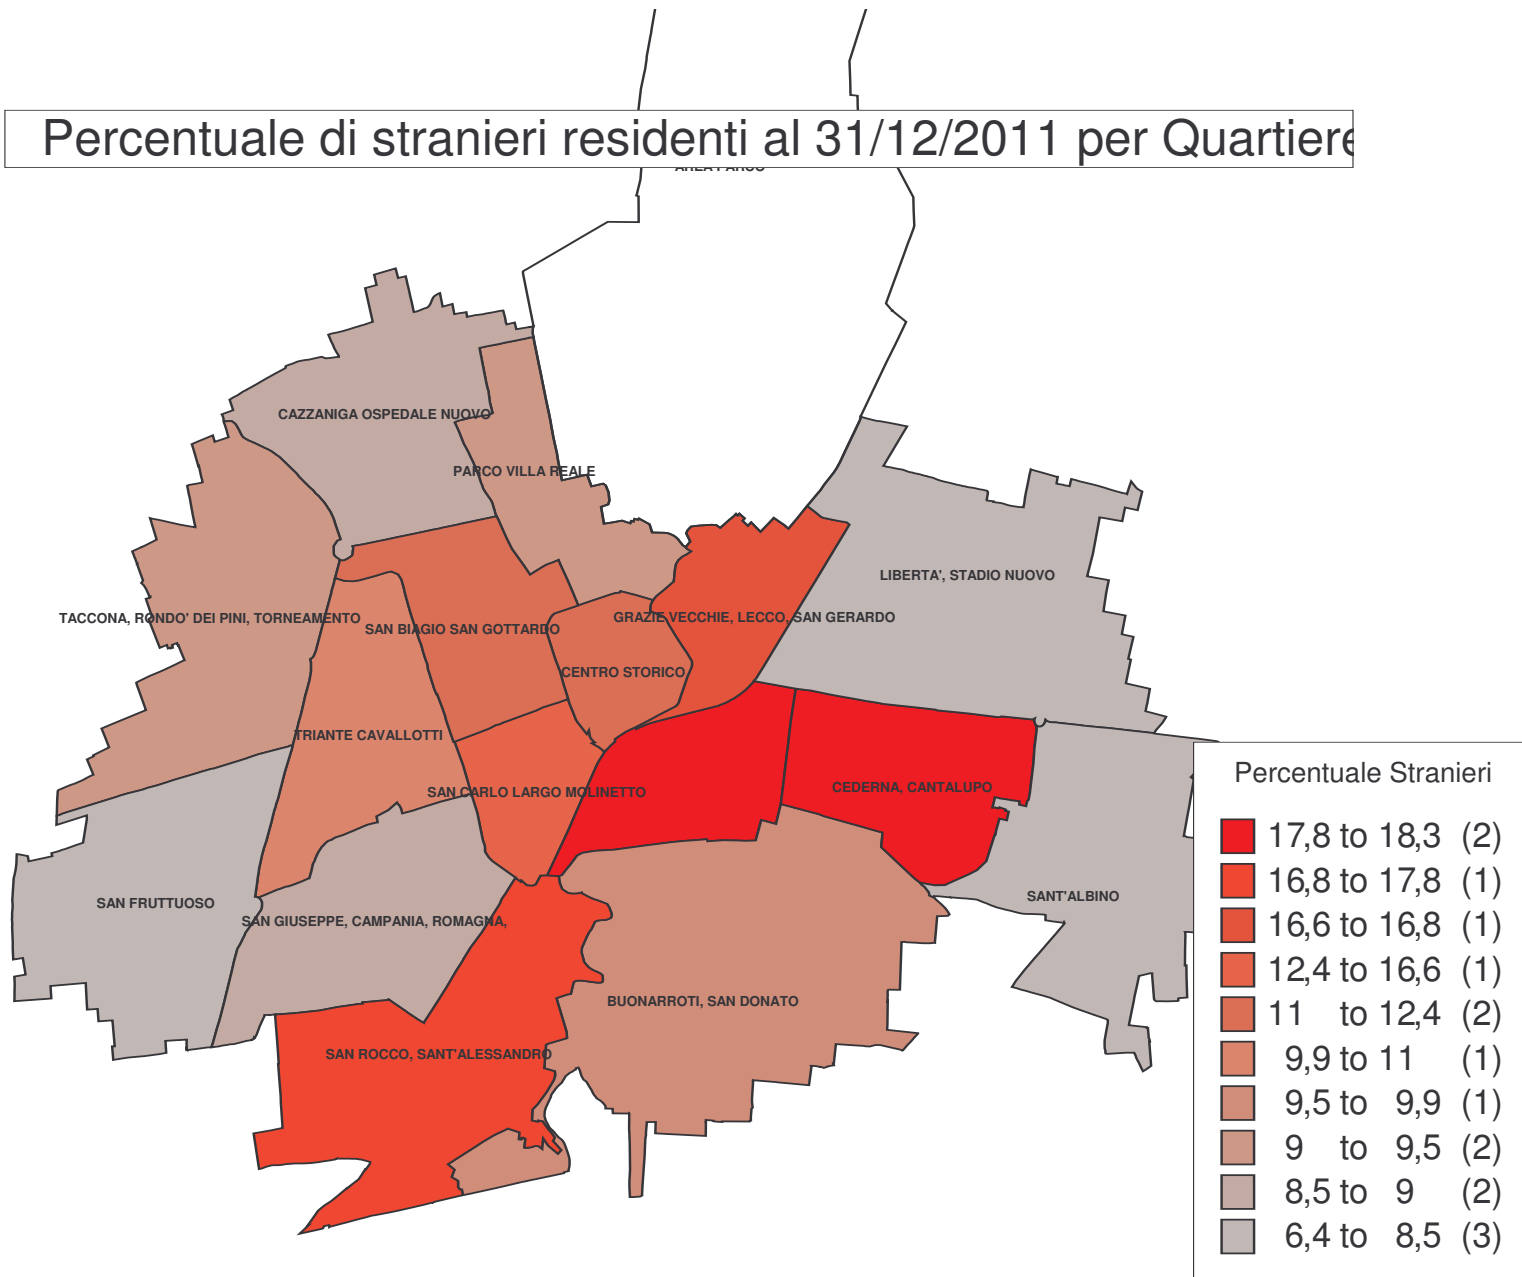 Percentuale di stranieri residenti al 31/12/2011 per Quartiere
AREA PARCO
CAZZANIGA OSPEDALE NUOVO
PARCO VILLA REALE
LIBERTA', STADIO NUOVO
TACCONA, RONDO' DEI PINI, TORNEAMENTO
GRAZIE VECCHIE, LECCO, SAN GERARDO
SAN BIAGIO SAN GOTTARDO
CENTRO STORICO
TRIANTE CAVALLOTTI
CEDERNA, CANTALUPO
SAN CARLO LARGO MOLINETTO
SANT'ALBINO
SAN FRUTTUOSO
SAN GIUSEPPE, CAMPANIA, ROMAGNA,
BUONARROTI, SAN DONATO
SAN ROCCO, SANT'ALESSANDRO
Percentuale Stranieri
17,8 to 18,3 (2)
16,8 to 17,8 (1)
16,6 to 16,8 (1)
12,4 to 16,6 (1)
11 to 12,4 (2)
9,9 to 11 (1)
9,5 to 9,9 (1)
9 to 9,5 (2)
8,5 to 9 (2)
6,4 to 8,5 (3)